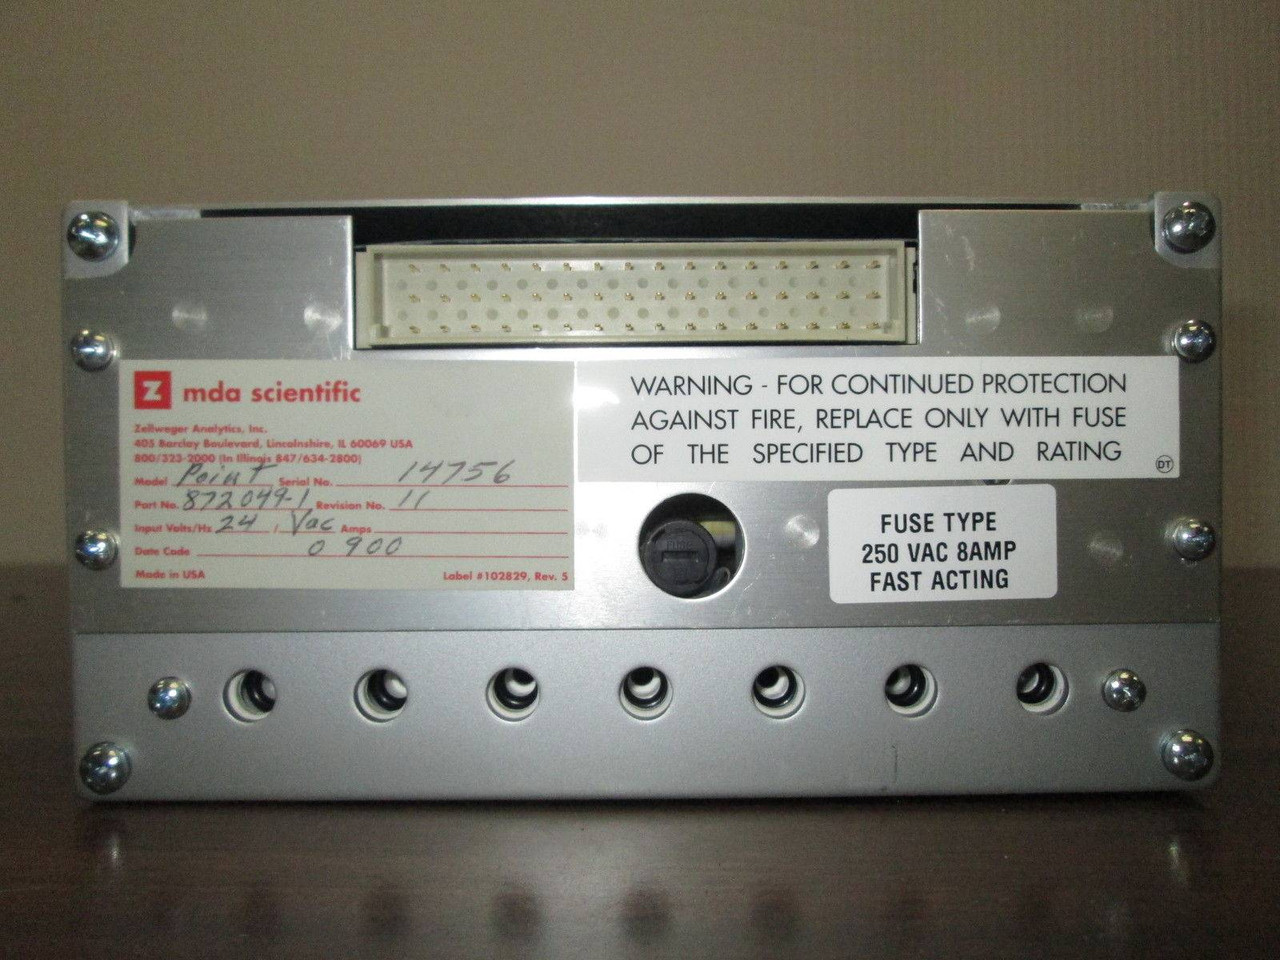 Z mda scientific
Zellweger Analytics, Inc.
405 Barclay Boulevard, Lincolnshire, IL 60069 USA
800/323-2000 (In Illinois 847/634-2800)
Model Point Serial No. 14756
Part No. 872049-1 Revision No. 11
Input Volts/Hz 24 / Vac Amps
Date Code 0900
Made in USA Label #102829, Rev. 5
WARNING - FOR CONTINUED PROTECTION
AGAINST FIRE, REPLACE ONLY WITH FUSE
OF THE SPECIFIED TYPE AND RATING
DT
FUSE TYPE
250 VAC 8AMP
FAST ACTING